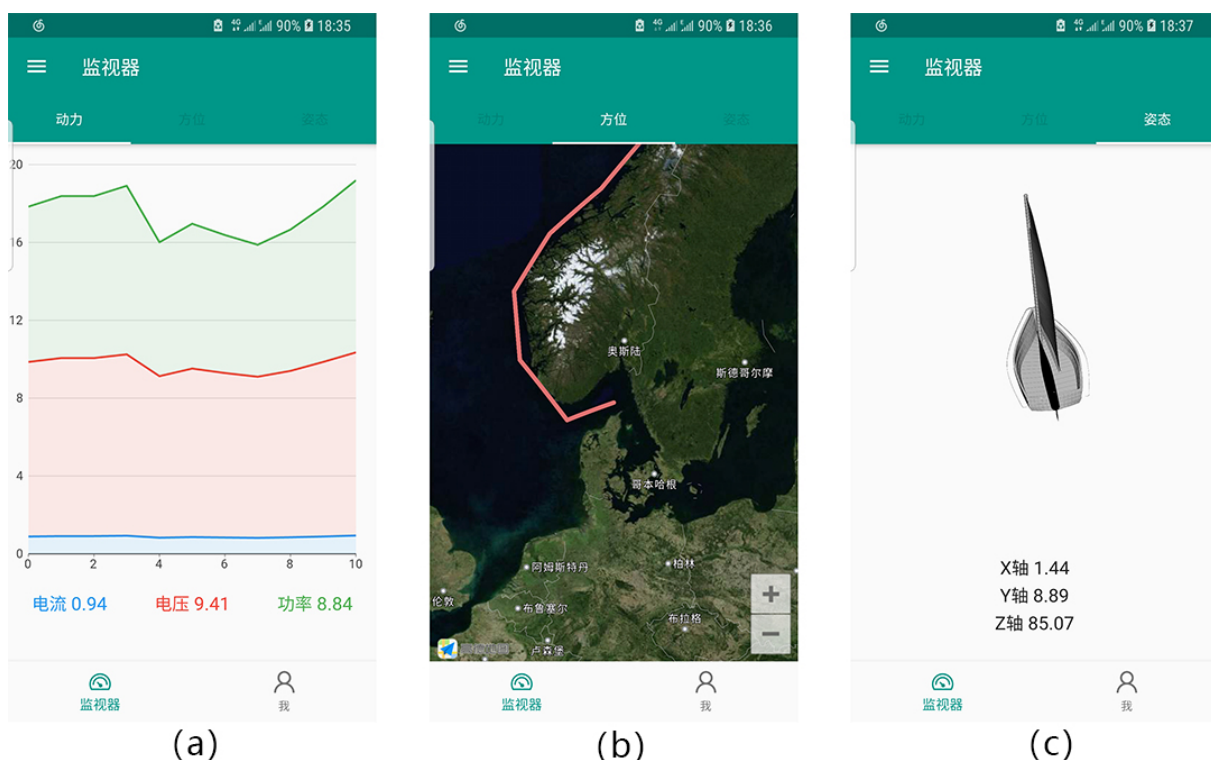 90% 18:35
监视器
动力 方位 姿态
20
16
12
8
4
0
0 2 4 6 8 10
电流 0.94 电压 9.41 功率 8.84
监视器 我
(a)
90% 18:36
监视器
动力 方位 姿态
奥斯陆
斯德哥尔摩
哥本哈根
阿姆斯特丹
柏林
伦敦
布鲁塞尔
布拉格
卢森堡
+
−
监视器 我
(b)
4G 90% 18:37
监视器
动力 方位 姿态
X轴 1.44
Y轴 8.89
Z轴 85.07
监视器 我
(c)